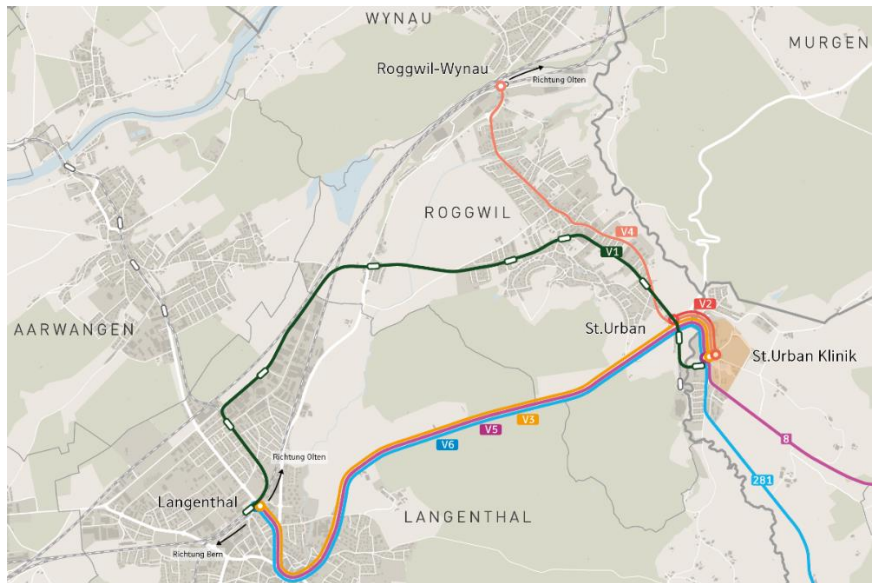 WYNAU
MURGEN
Roggwil-Wynau
Richtung Olten
ROGGWIL
V4
V1
V2
AARWANGEN
St.Urban
St.Urban Klinik
V3
V5
V6
8
Richtung Olten
281
Langenthal
LANGENTHAL
Richtung Bern